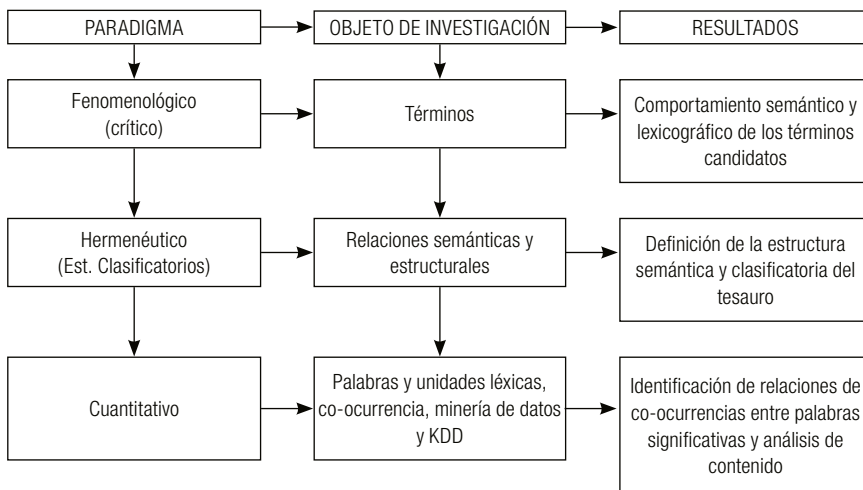 PARADIGMA
OBJETO DE INVESTIGACIÓN
RESULTADOS
Fenomenológico
(crítico)
Términos
Comportamiento semántico y
lexicográfico de los términos
candidatos
Hermenéutico
(Est. Clasificatorios)
Relaciones semánticas y
estructurales
Definición de la estructura
semántica y clasificatoria del
tesauro
Cuantitativo
Palabras y unidades léxicas,
co-ocurrencia, minería de datos
y KDD
Identificación de relaciones de
co-ocurrencias entre palabras
significativas y análisis de
contenido